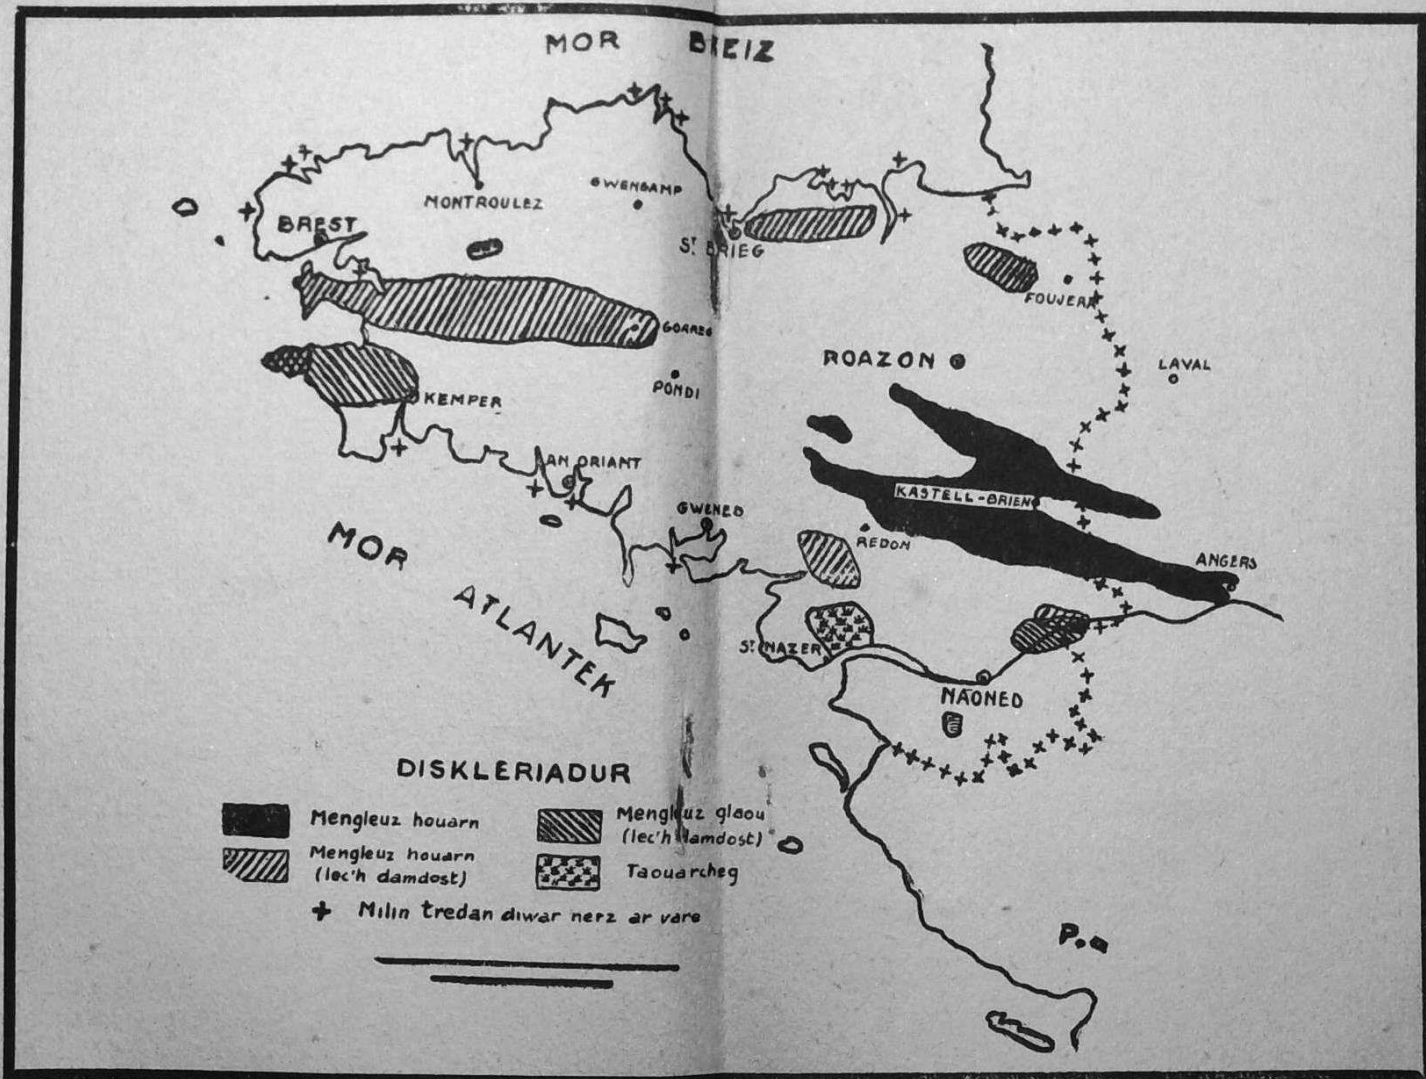 MOR BREIZ
MONTROULEZ
GWENGAMP
BREST
ST BRIEG
FOUJERA
GOAREG
ROAZON
LAVAL
PONDI
KEMPER
AN ORIANT
KASTELL-BRIEN
GWENED
REDON
ANGERS
MOR
ATLANTEK
ST NAZER
NAONED
DISKLERIADUR
Mengleuz houarn
Mengleuz houarn
(lec'h damdost)
Mengleuz glaou
(lec'h damdost)
Taouarcheg
+ Milin tredan diwar nerz ar vare